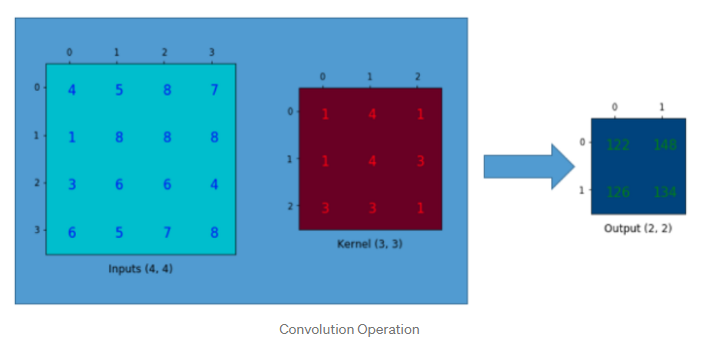 0 1 2 3
0 4 5 8 7
1 1 8 8 8
2 3 6 6 4
3 6 5 7 8
Inputs (4, 4)
0 1 2
0 1 4 1
1 1 4 3
2 3 3 1
Kernel (3, 3)
0 1
0 122 148
1 126 134
Output (2, 2)
Convolution Operation